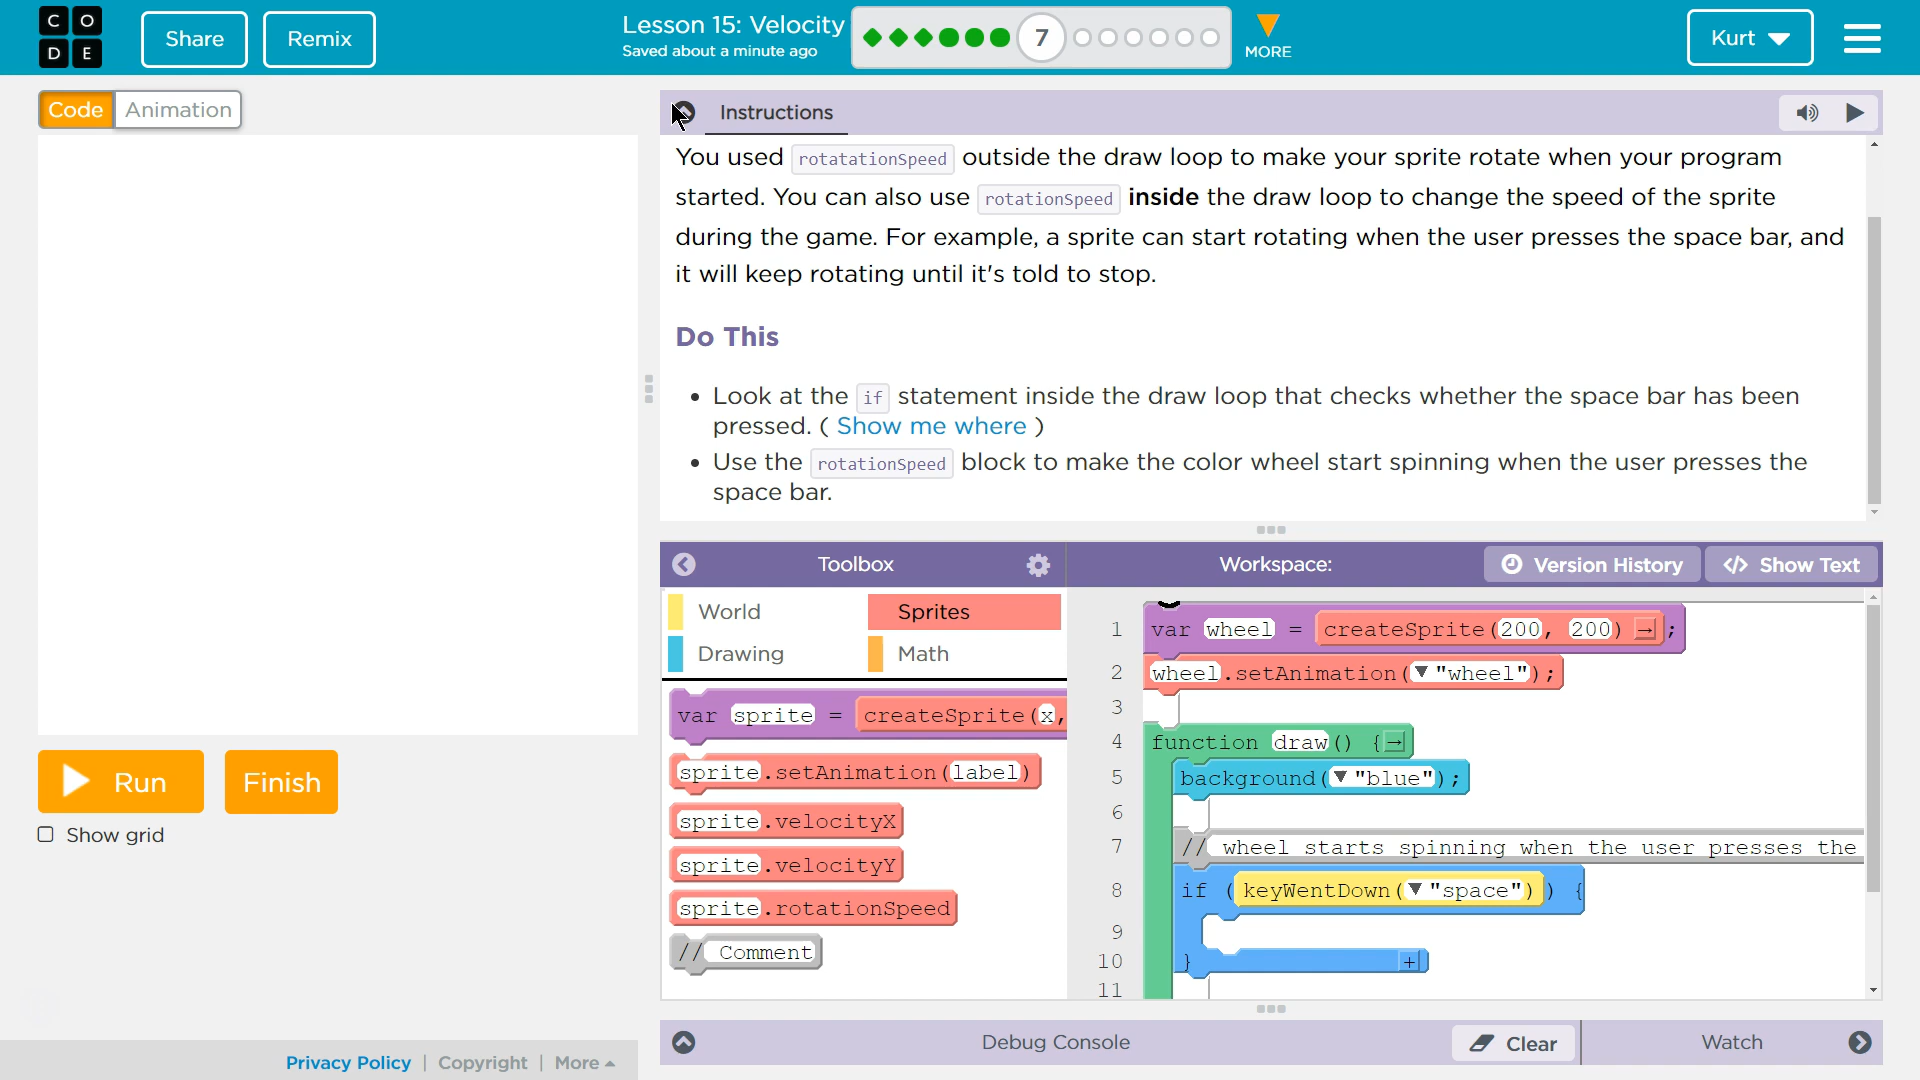 C O
D E
Share
Remix
Lesson 15: Velocity
Saved about a minute ago
7
MORE
Kurt
Code
Animation
Instructions
You used rotatationSpeed outside the draw loop to make your sprite rotate when your program
started. You can also use rotationSpeed inside the draw loop to change the speed of the sprite
during the game. For example, a sprite can start rotating when the user presses the space bar, and
it will keep rotating until it's told to stop.
Do This
Look at the if statement inside the draw loop that checks whether the space bar has been
pressed. ( Show me where )
Use the rotationSpeed block to make the color wheel start spinning when the user presses the
space bar.
Toolbox
Workspace:
Version History
</> Show Text
World
Sprites
Drawing
Math
var sprite = createSprite(x,
sprite.setAnimation(label)
sprite.velocityX
sprite.velocityY
sprite.rotationSpeed
// Comment
1 var wheel = createSprite(200, 200) → ;
2 wheel.setAnimation(▼ "wheel");
3
4 function draw() { →
5 background(▼ "blue");
6
7 // wheel starts spinning when the user presses the
8 if (keyWentDown(▼ "space")) {
9
10 } +
11
Run
Finish
Show grid
Debug Console
Clear
Watch
Privacy Policy | Copyright | More